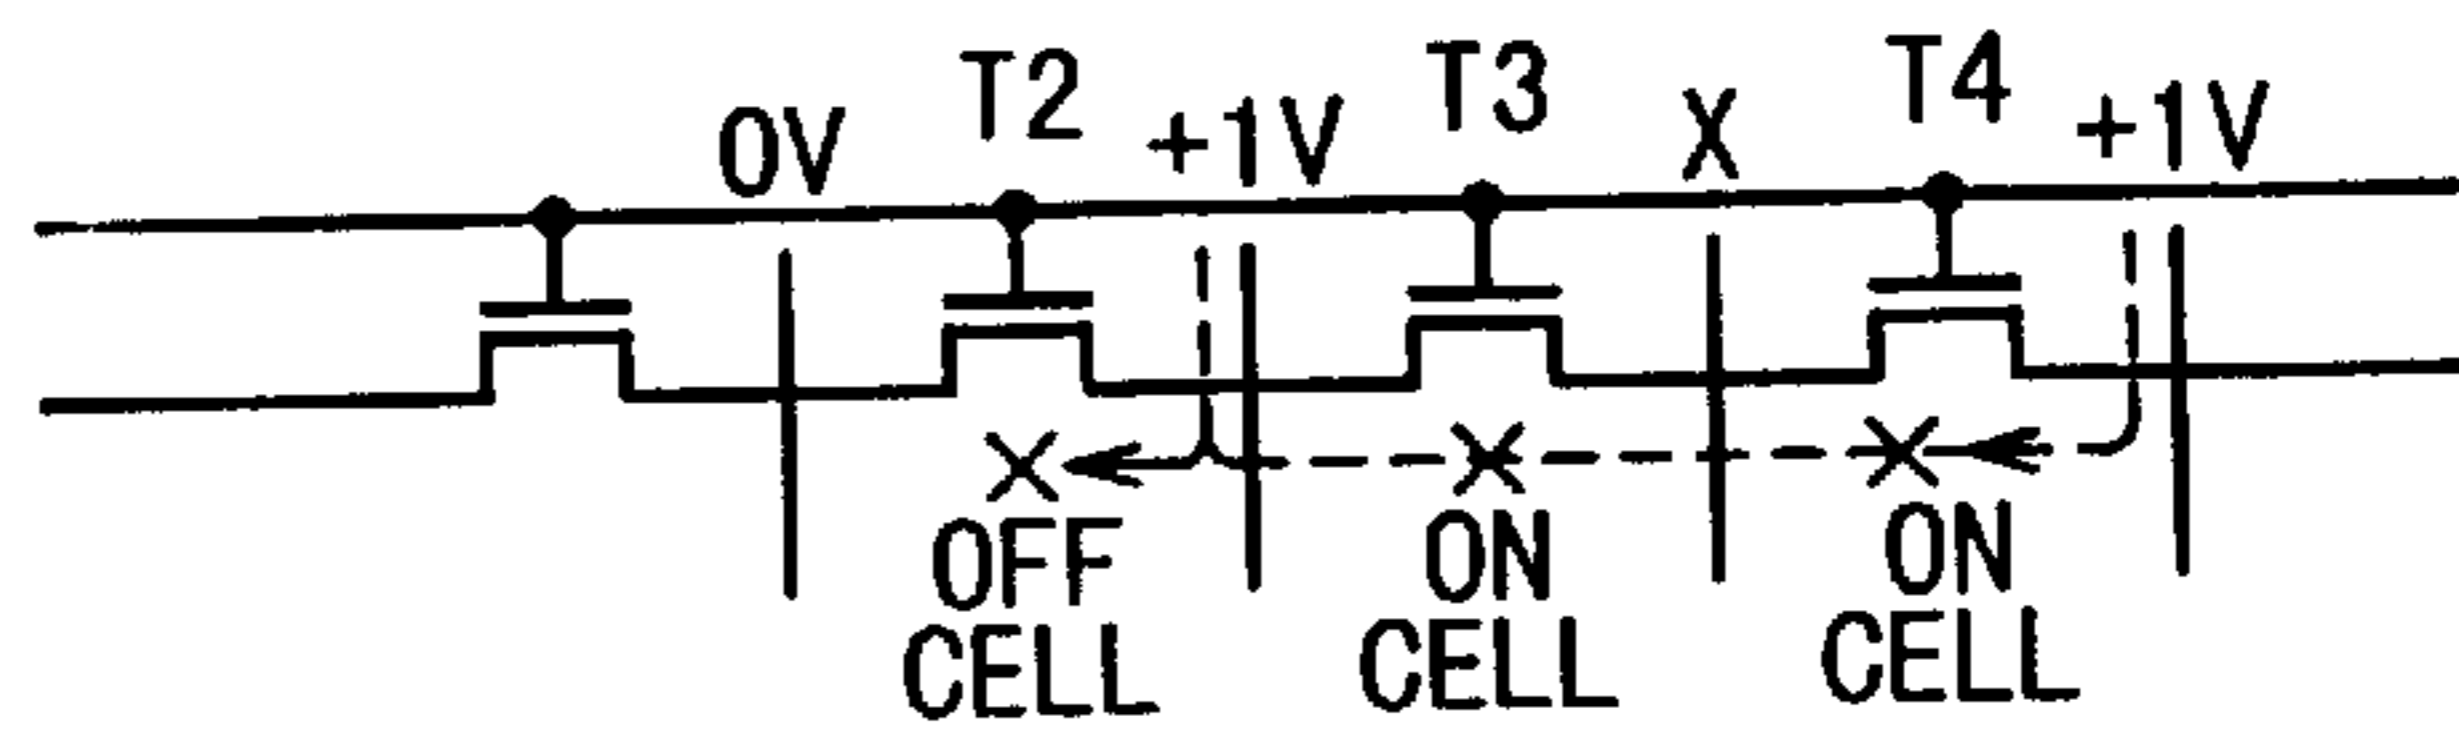 0V T2 +1V T3 X T4 +1V
OFF CELL
ON CELL
ON CELL